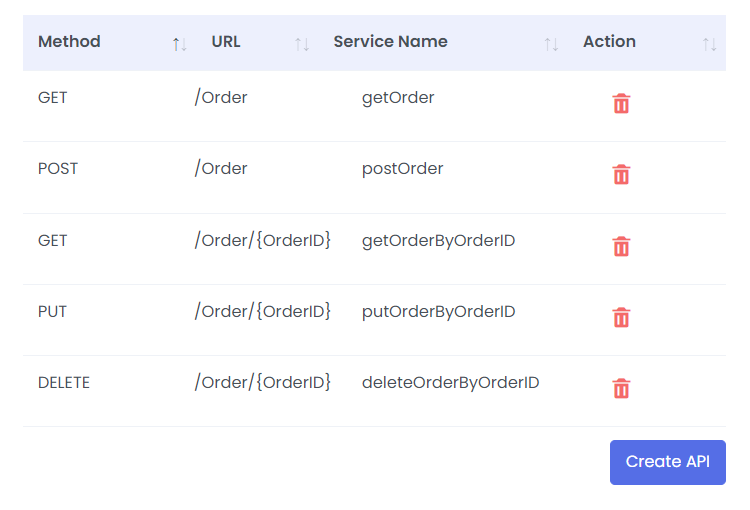 Method URL Service Name Action
GET /Order getOrder
POST /Order postOrder
GET /Order/{OrderID} getOrderByOrderID
PUT /Order/{OrderID} putOrderByOrderID
DELETE /Order/{OrderID} deleteOrderByOrderID
Create API